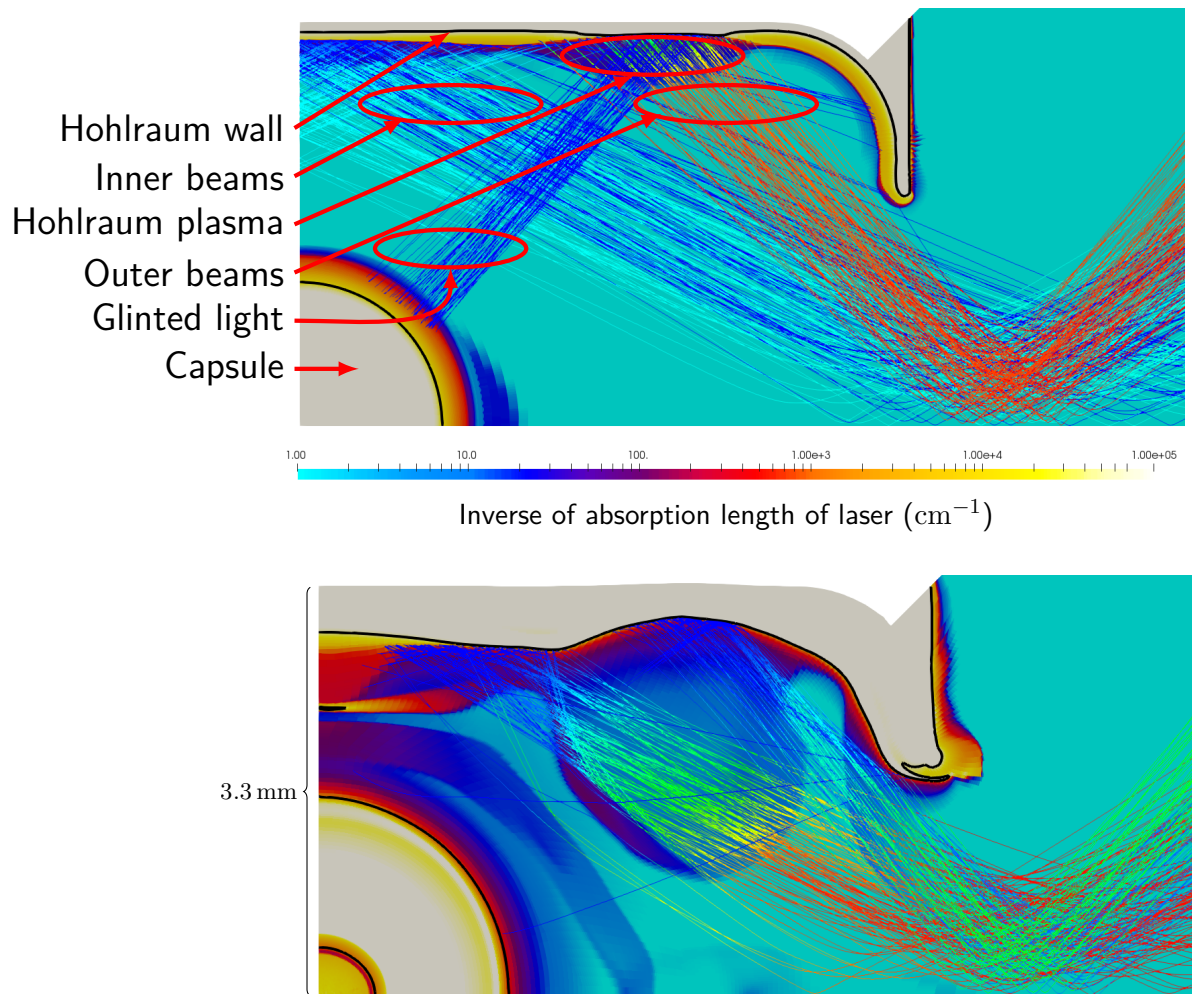 Hohlraum wall
Inner beams
Hohlraum plasma
Outer beams
Glinted light
Capsule
1.00 10.0 100. 1.00e+3 1.00e+4 1.00e+05
Inverse of absorption length of laser (cm⁻¹)
3.3 mm